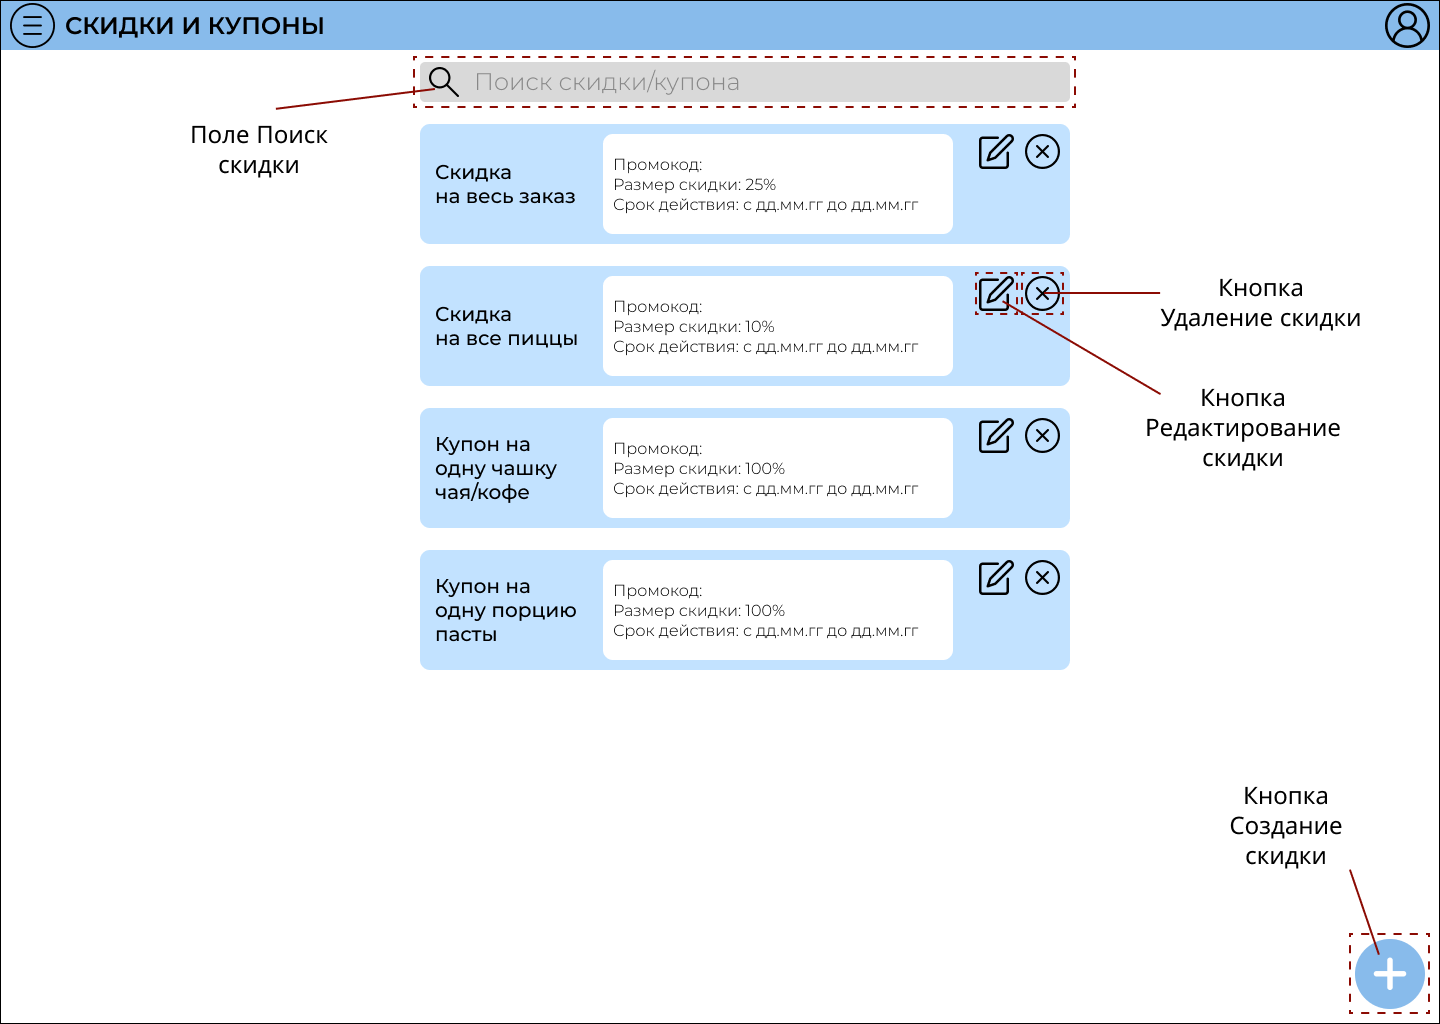 СКИДКИ И КУПОНЫ
Поиск скидки/купона
Поле Поиск
скидки
Скидка
на весь заказ
Промокод:
Размер скидки: 25%
Срок действия: с дд.мм.гг до дд.мм.гг
Скидка
на все пиццы
Промокод:
Размер скидки: 10%
Срок действия: с дд.мм.гг до дд.мм.гг
Кнопка
Удаление скидки
Кнопка
Редактирование
скидки
Купон на
одну чашку
чая/кофе
Промокод:
Размер скидки: 100%
Срок действия: с дд.мм.гг до дд.мм.гг
Купон на
одну порцию
пасты
Промокод:
Размер скидки: 100%
Срок действия: с дд.мм.гг до дд.мм.гг
Кнопка
Создание
скидки